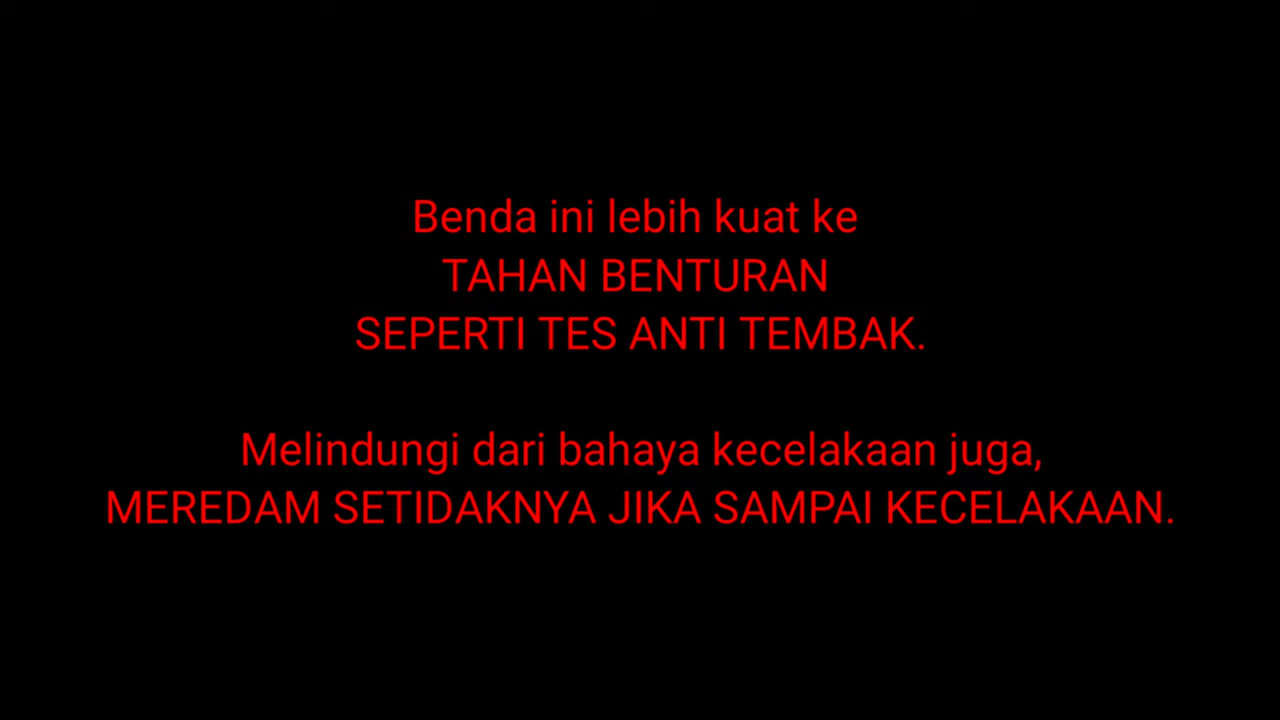 Benda ini lebih kuat ke
TAHAN BENTURAN
SEPERTI TES ANTI TEMBAK.
Melindungi dari bahaya kecelakaan juga,
MEREDAM SETIDAKNYA JIKA SAMPAI KECELAKAAN.